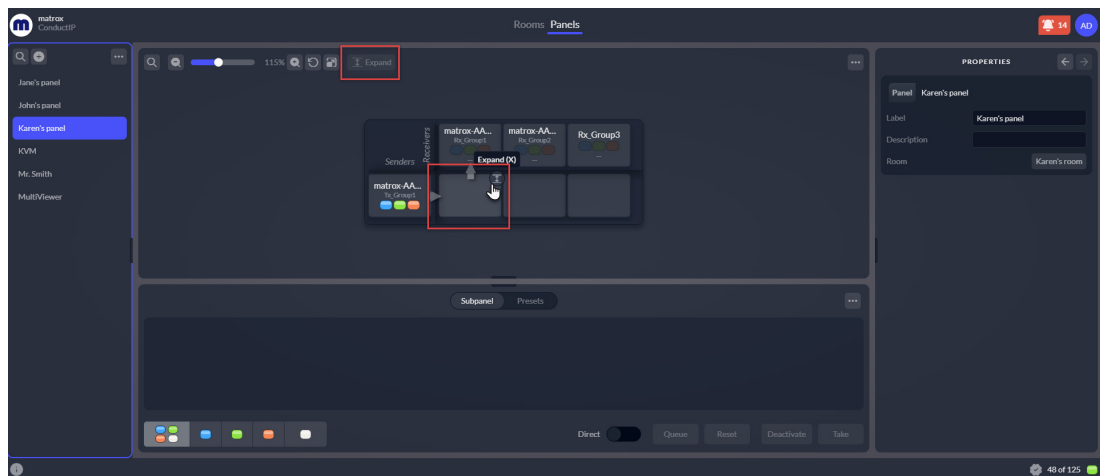 matrox
ConductIP
Rooms Panels
14
AD
115%
Expand
PROPERTIES
Jane's panel
John's panel
Karen's panel
KVM
Mr. Smith
MultiViewer
Senders
Receivers
matrox-AA...
Rx_Group1
...
matrox-AA...
Rx_Group2
...
Rx_Group3
...
Expand (X)
matrox-AA...
Tx_Group1
Panel Karen's panel
Label Karen's panel
Description
Room Karen's room
Subpanel Presets
Direct Queue Reset Deactivate Take
48 of 125